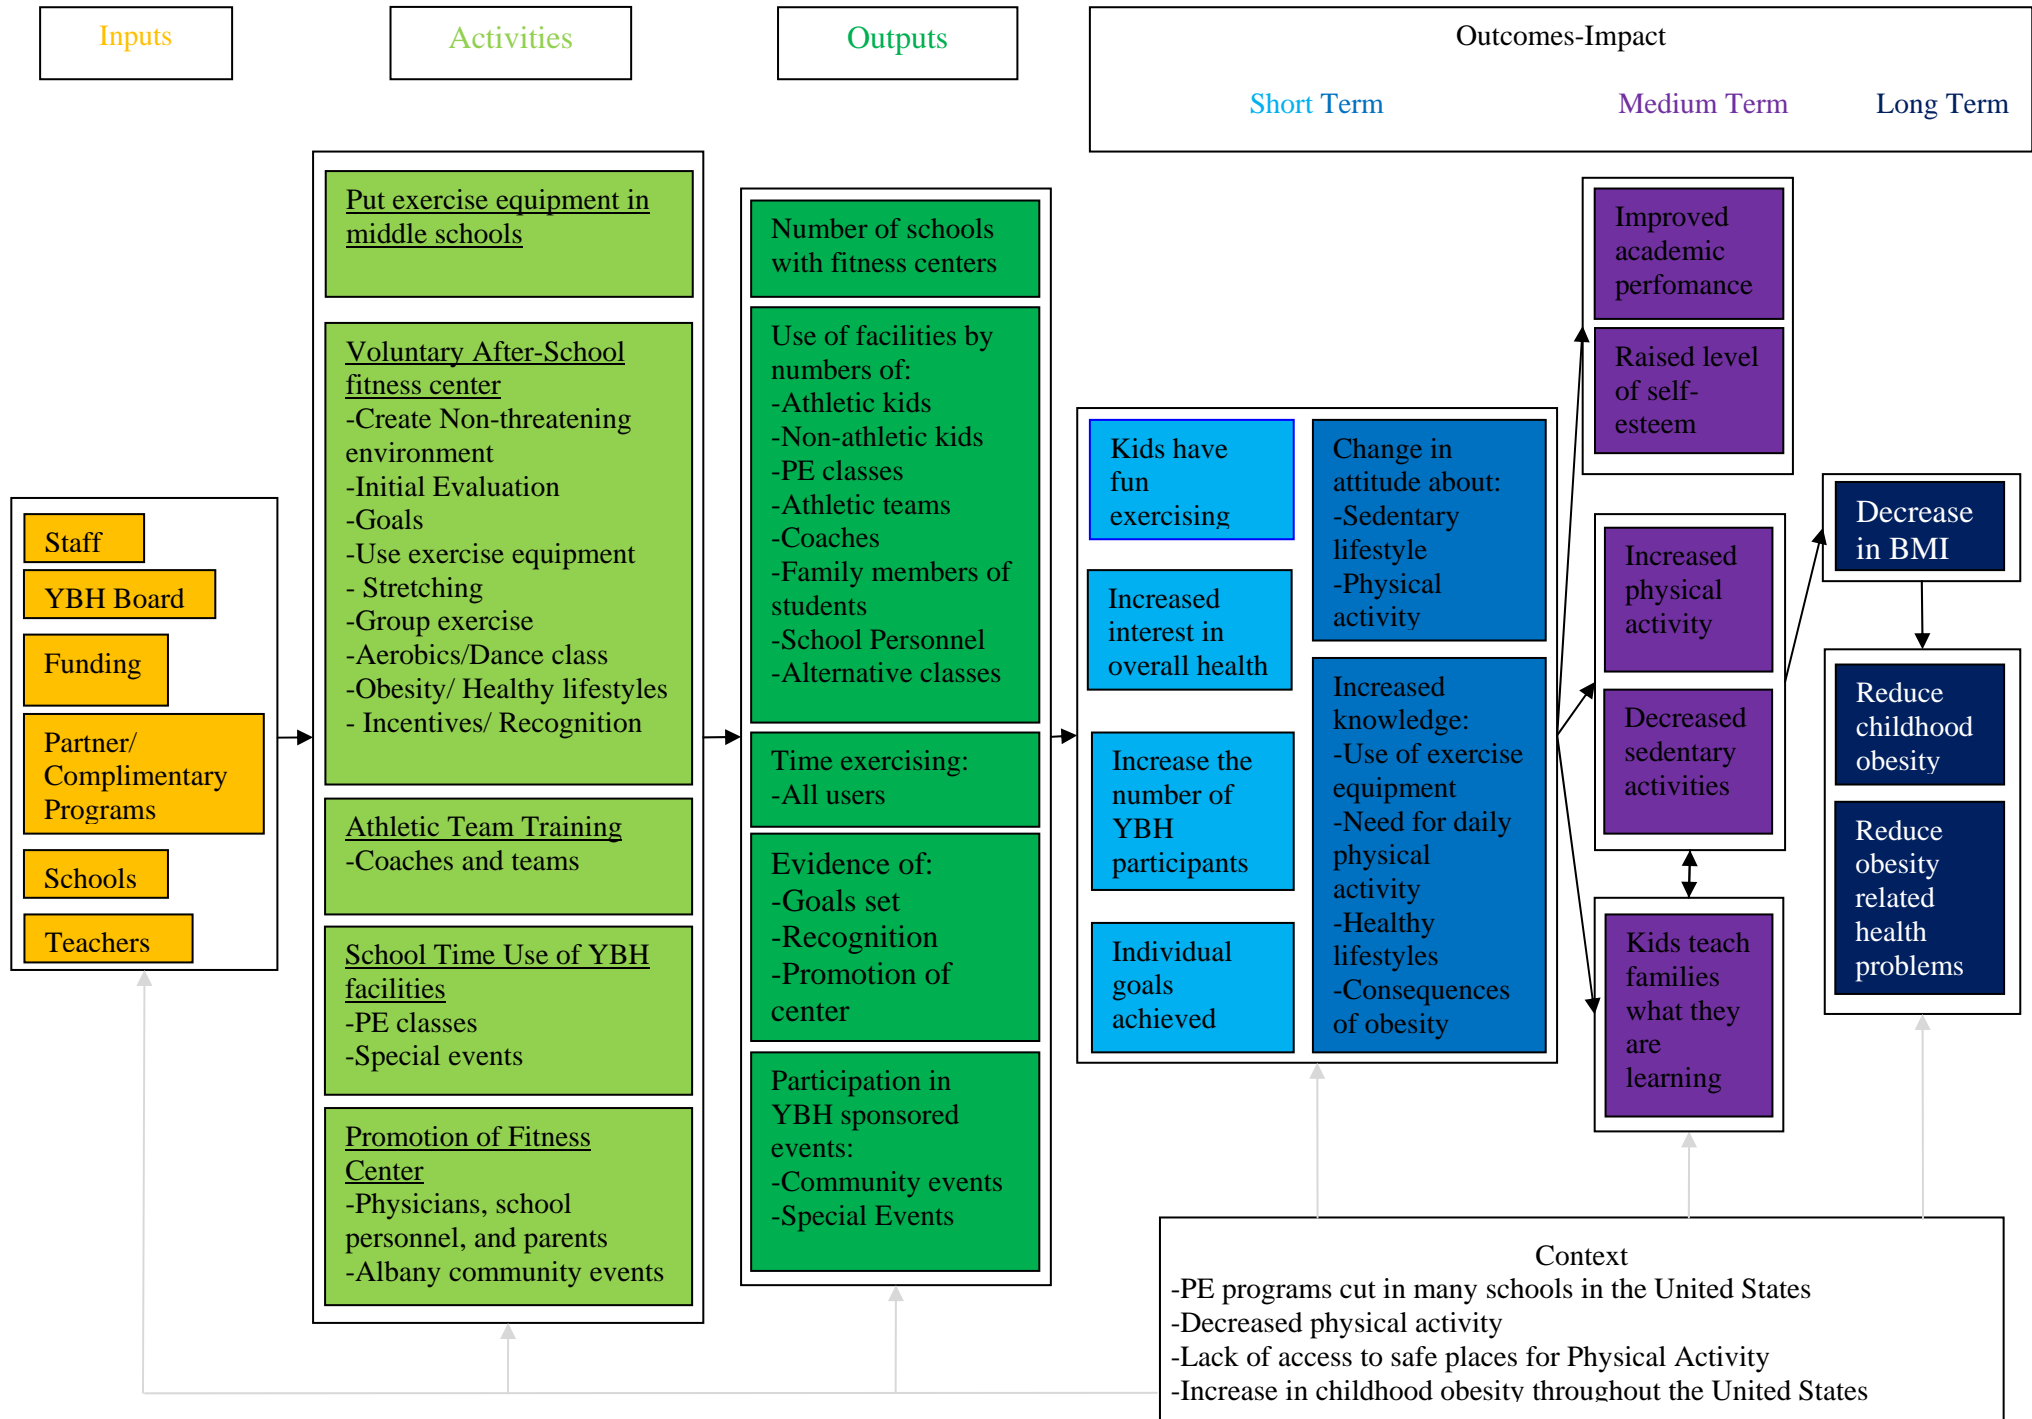 Inputs
Activities
Outputs
Outcomes-Impact
Short Term
Medium Term
Long Term
Staff
YBH Board
Funding
Partner/
Complimentary
Programs
Schools
Teachers
Put exercise equipment in
middle schools
Voluntary After-School
fitness center
-Create Non-threatening
environment
-Initial Evaluation
-Goals
-Use exercise equipment
- Stretching
-Group exercise
-Aerobics/Dance class
-Obesity/ Healthy lifestyles
- Incentives/ Recognition
Athletic Team Training
-Coaches and teams
School Time Use of YBH
facilities
-PE classes
-Special events
Promotion of Fitness
Center
-Physicians, school
personnel, and parents
-Albany community events
Number of schools
with fitness centers
Use of facilities by
numbers of:
-Athletic kids
-Non-athletic kids
-PE classes
-Athletic teams
-Coaches
-Family members of
students
-School Personnel
-Alternative classes
Time exercising:
-All users
Evidence of:
-Goals set
-Recognition
-Promotion of
center
Participation in
YBH sponsored
events:
-Community events
-Special Events
Kids have
fun
exercising
Increased
interest in
overall health
Increase the
number of
YBH
participants
Individual
goals
achieved
Change in
attitude about:
-Sedentary
lifestyle
-Physical
activity
Increased
knowledge:
-Use of exercise
equipment
-Need for daily
physical
activity
-Healthy
lifestyles
-Consequences
of obesity
Improved
academic
perfomance
Raised level
of self-
esteem
Increased
physical
activity
Decreased
sedentary
activities
Kids teach
families
what they
are
learning
Decrease
in BMI
Reduce
childhood
obesity
Reduce
obesity
related
health
problems
Context
-PE programs cut in many schools in the United States
-Decreased physical activity
-Lack of access to safe places for Physical Activity
-Increase in childhood obesity throughout the United States